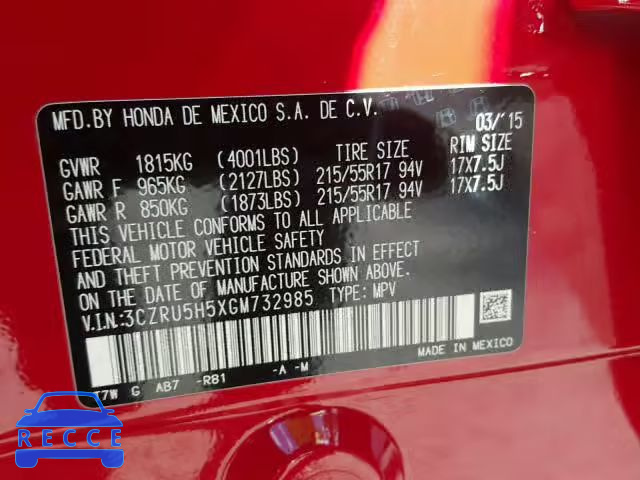 MFD.BY HONDA DE MEXICO S.A. DE C.V. 03/'15
GVWR 1815KG (4001LBS) TIRE SIZE RIM SIZE
GAWR F 965KG (2127LBS) 215/55R17 94V 17X7.5J
GAWR R 850KG (1873LBS) 215/55R17 94V 17X7.5J
THIS VEHICLE CONFORMS TO ALL APPLICABLE
FEDERAL MOTOR VEHICLE SAFETY
AND THEFT PREVENTION STANDARDS IN EFFECT
ON THE DATE OF MANUFACTURE SHOWN ABOVE.
V.I.N.:3CZRU5H5XGM732985 TYPE: MPV
T7W G AB7 -R81 -A -M MADE IN MEXICO
RECCE